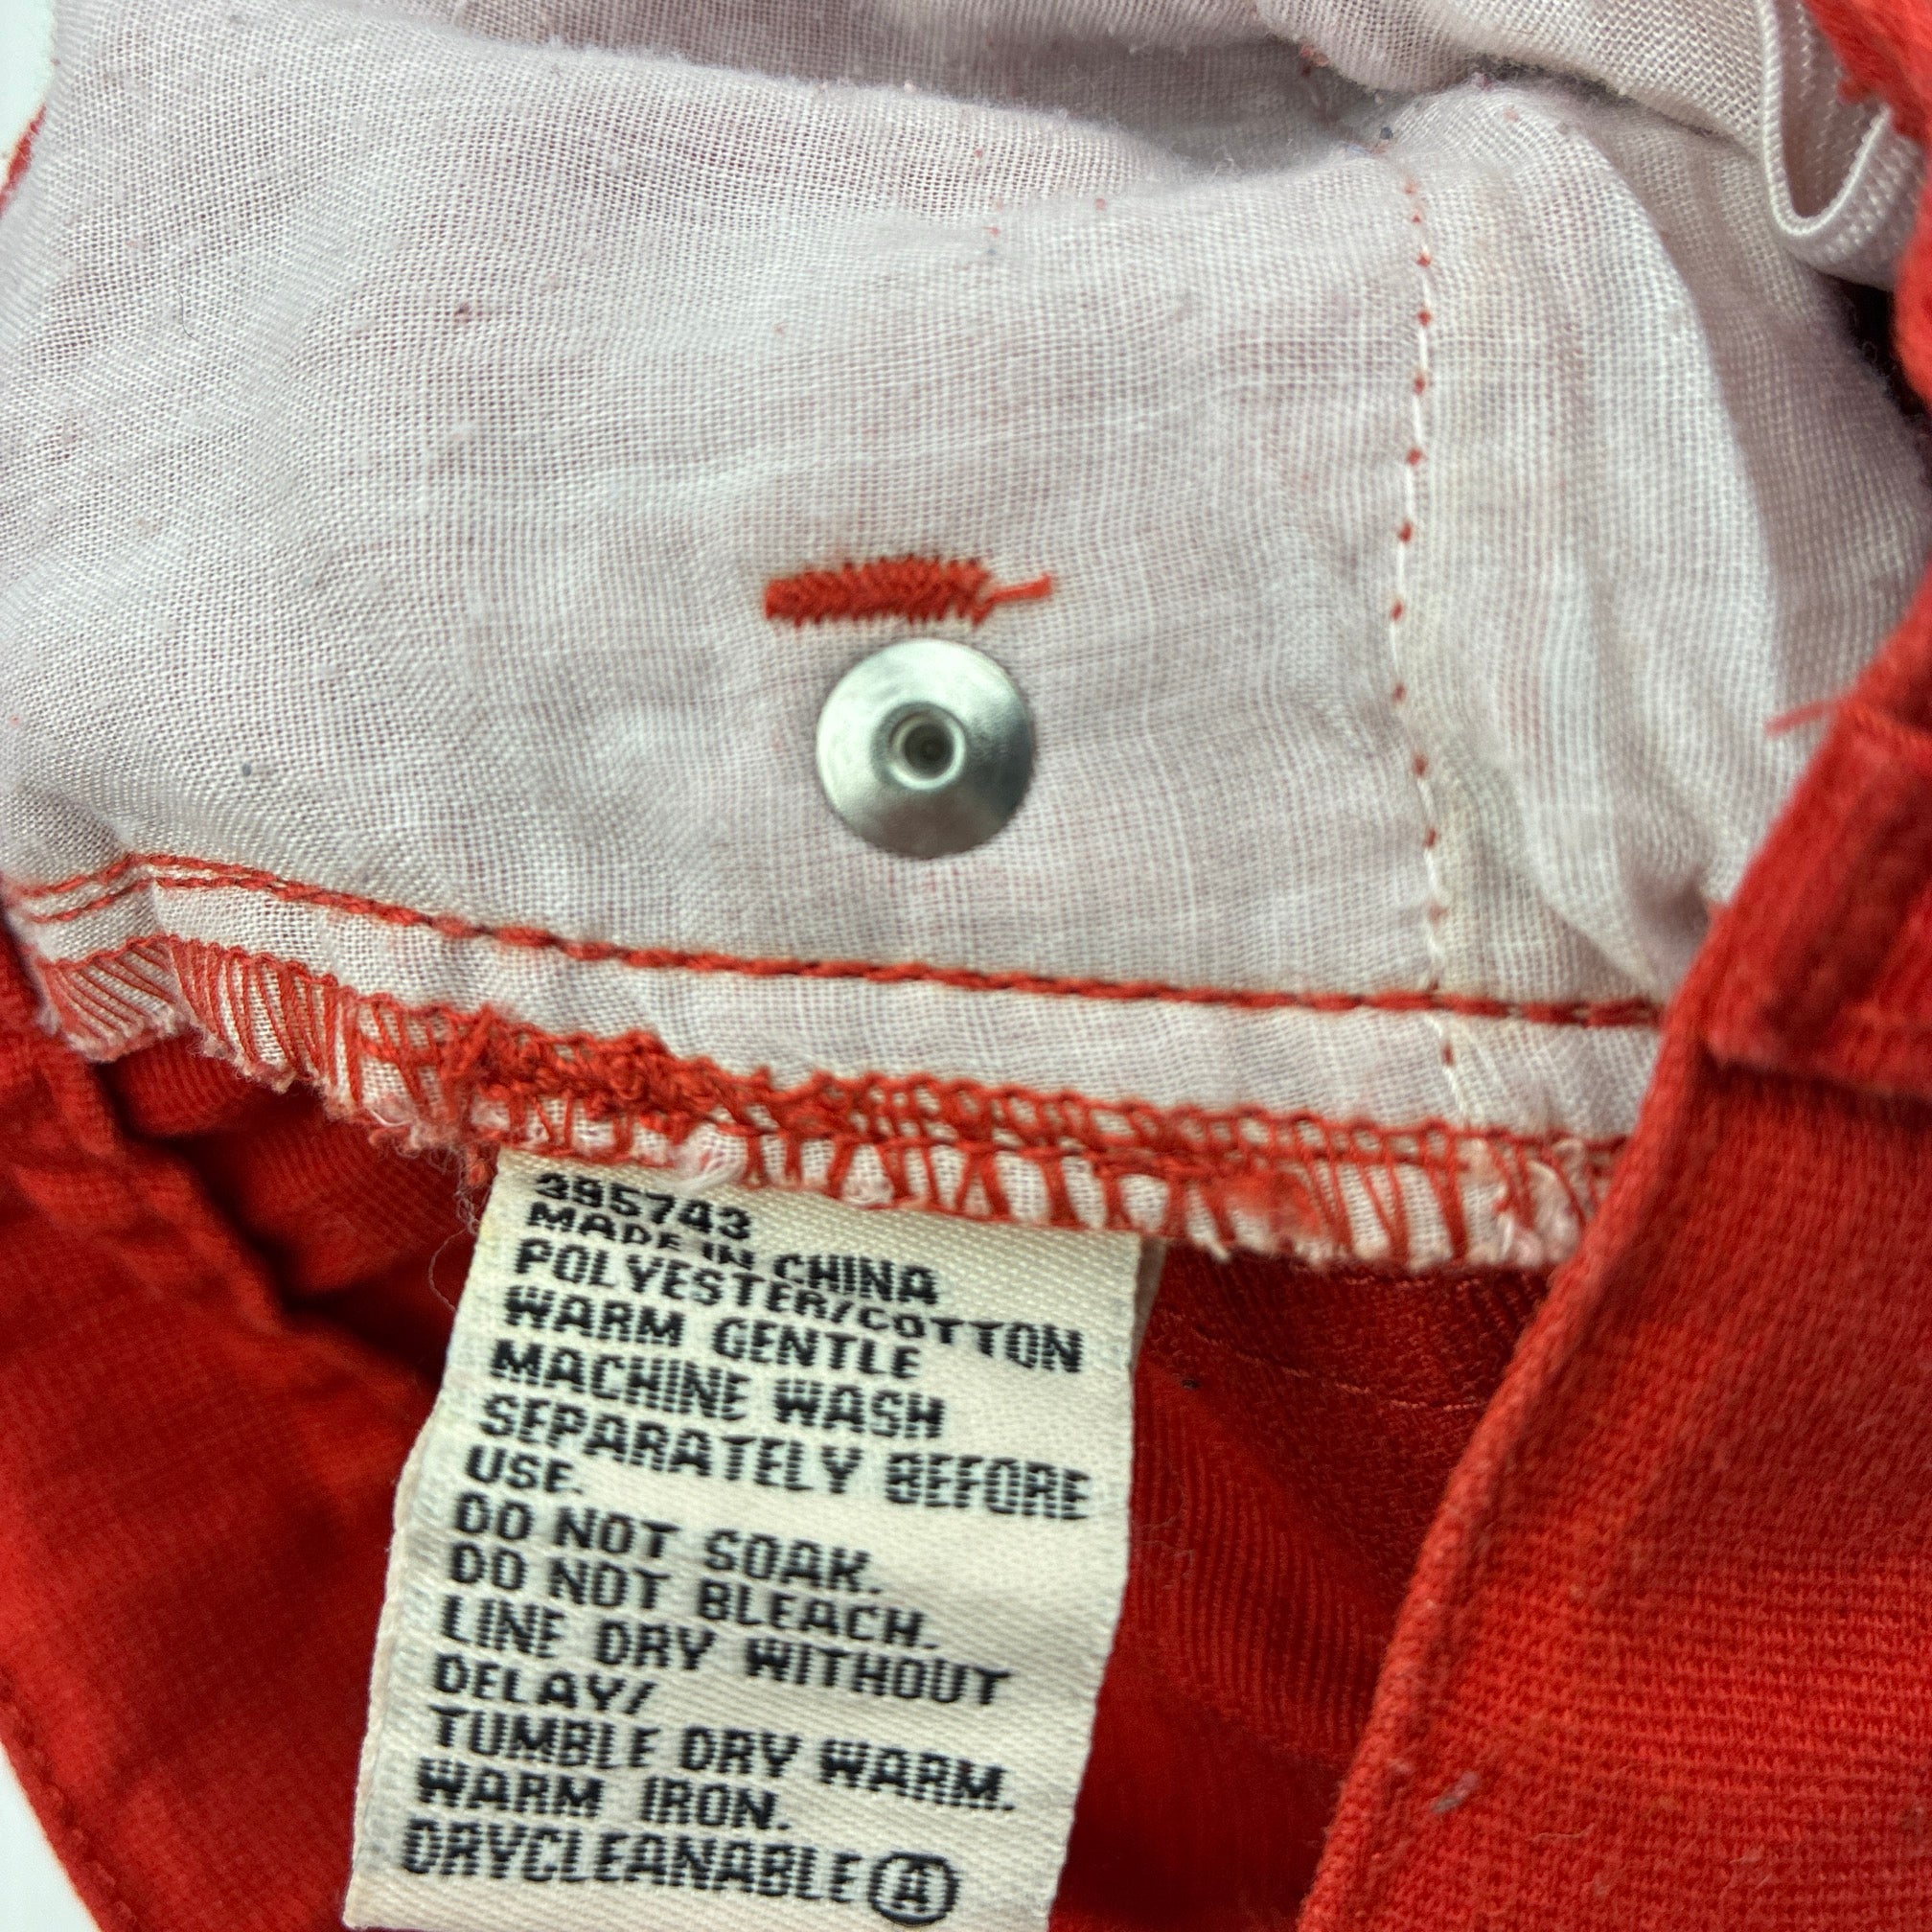 395743
MADE IN CHINA
POLYESTER/COTTON
WARM GENTLE
MACHINE WASH
SEPARATELY BEFORE
USE.
DO NOT SOAK.
DO NOT BLEACH.
LINE DRY WITHOUT
DELAY/
TUMBLE DRY WARM.
WARM IRON.
DRYCLEANABLE Ⓐ